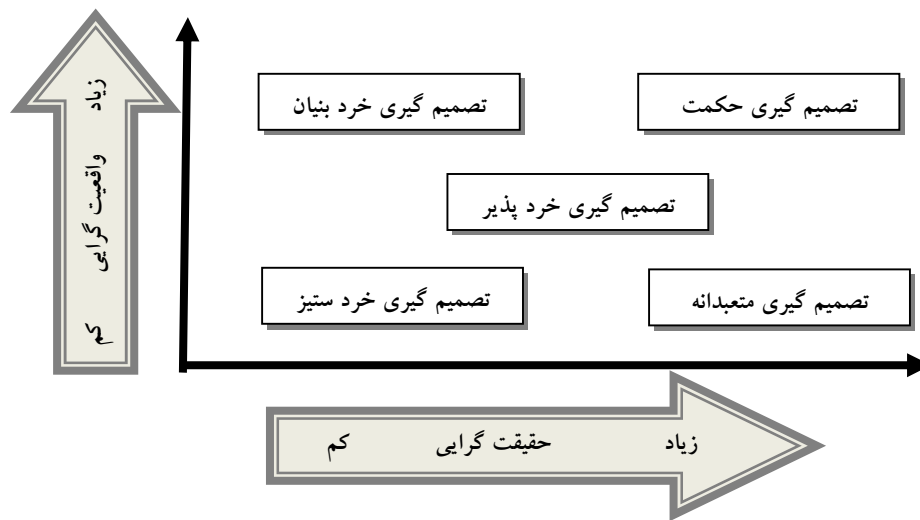 زیاد
واقعیت گرایی
کم
تصمیم گیری حکمت
تصمیم گیری خرد بنیان
تصمیم گیری خرد پذیر
تصمیم گیری متعبدانه
تصمیم گیری خرد ستیز
زیاد
حقیقت گرایی
کم